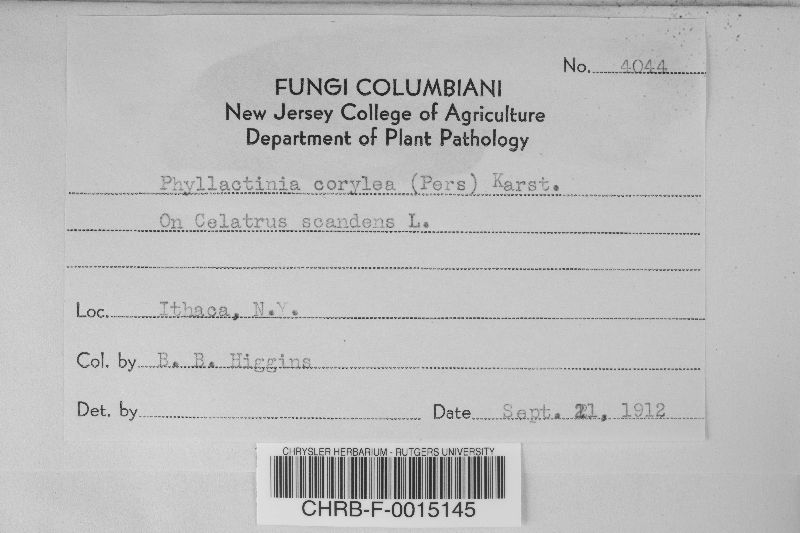 No. 4044
FUNGI COLUMBIANI
New Jersey College of Agriculture
Department of Plant Pathology
Phyllactinia corylea (Pers) Karst.
On Celatrus scandens L.
Loc. Ithaca, N.Y.
Col. by B. B. Higgins
Det. by Date Sept. 21, 1912
CHRYSLER HERBARIUM - RUTGERS UNIVERSITY
CHRB-F-0015145